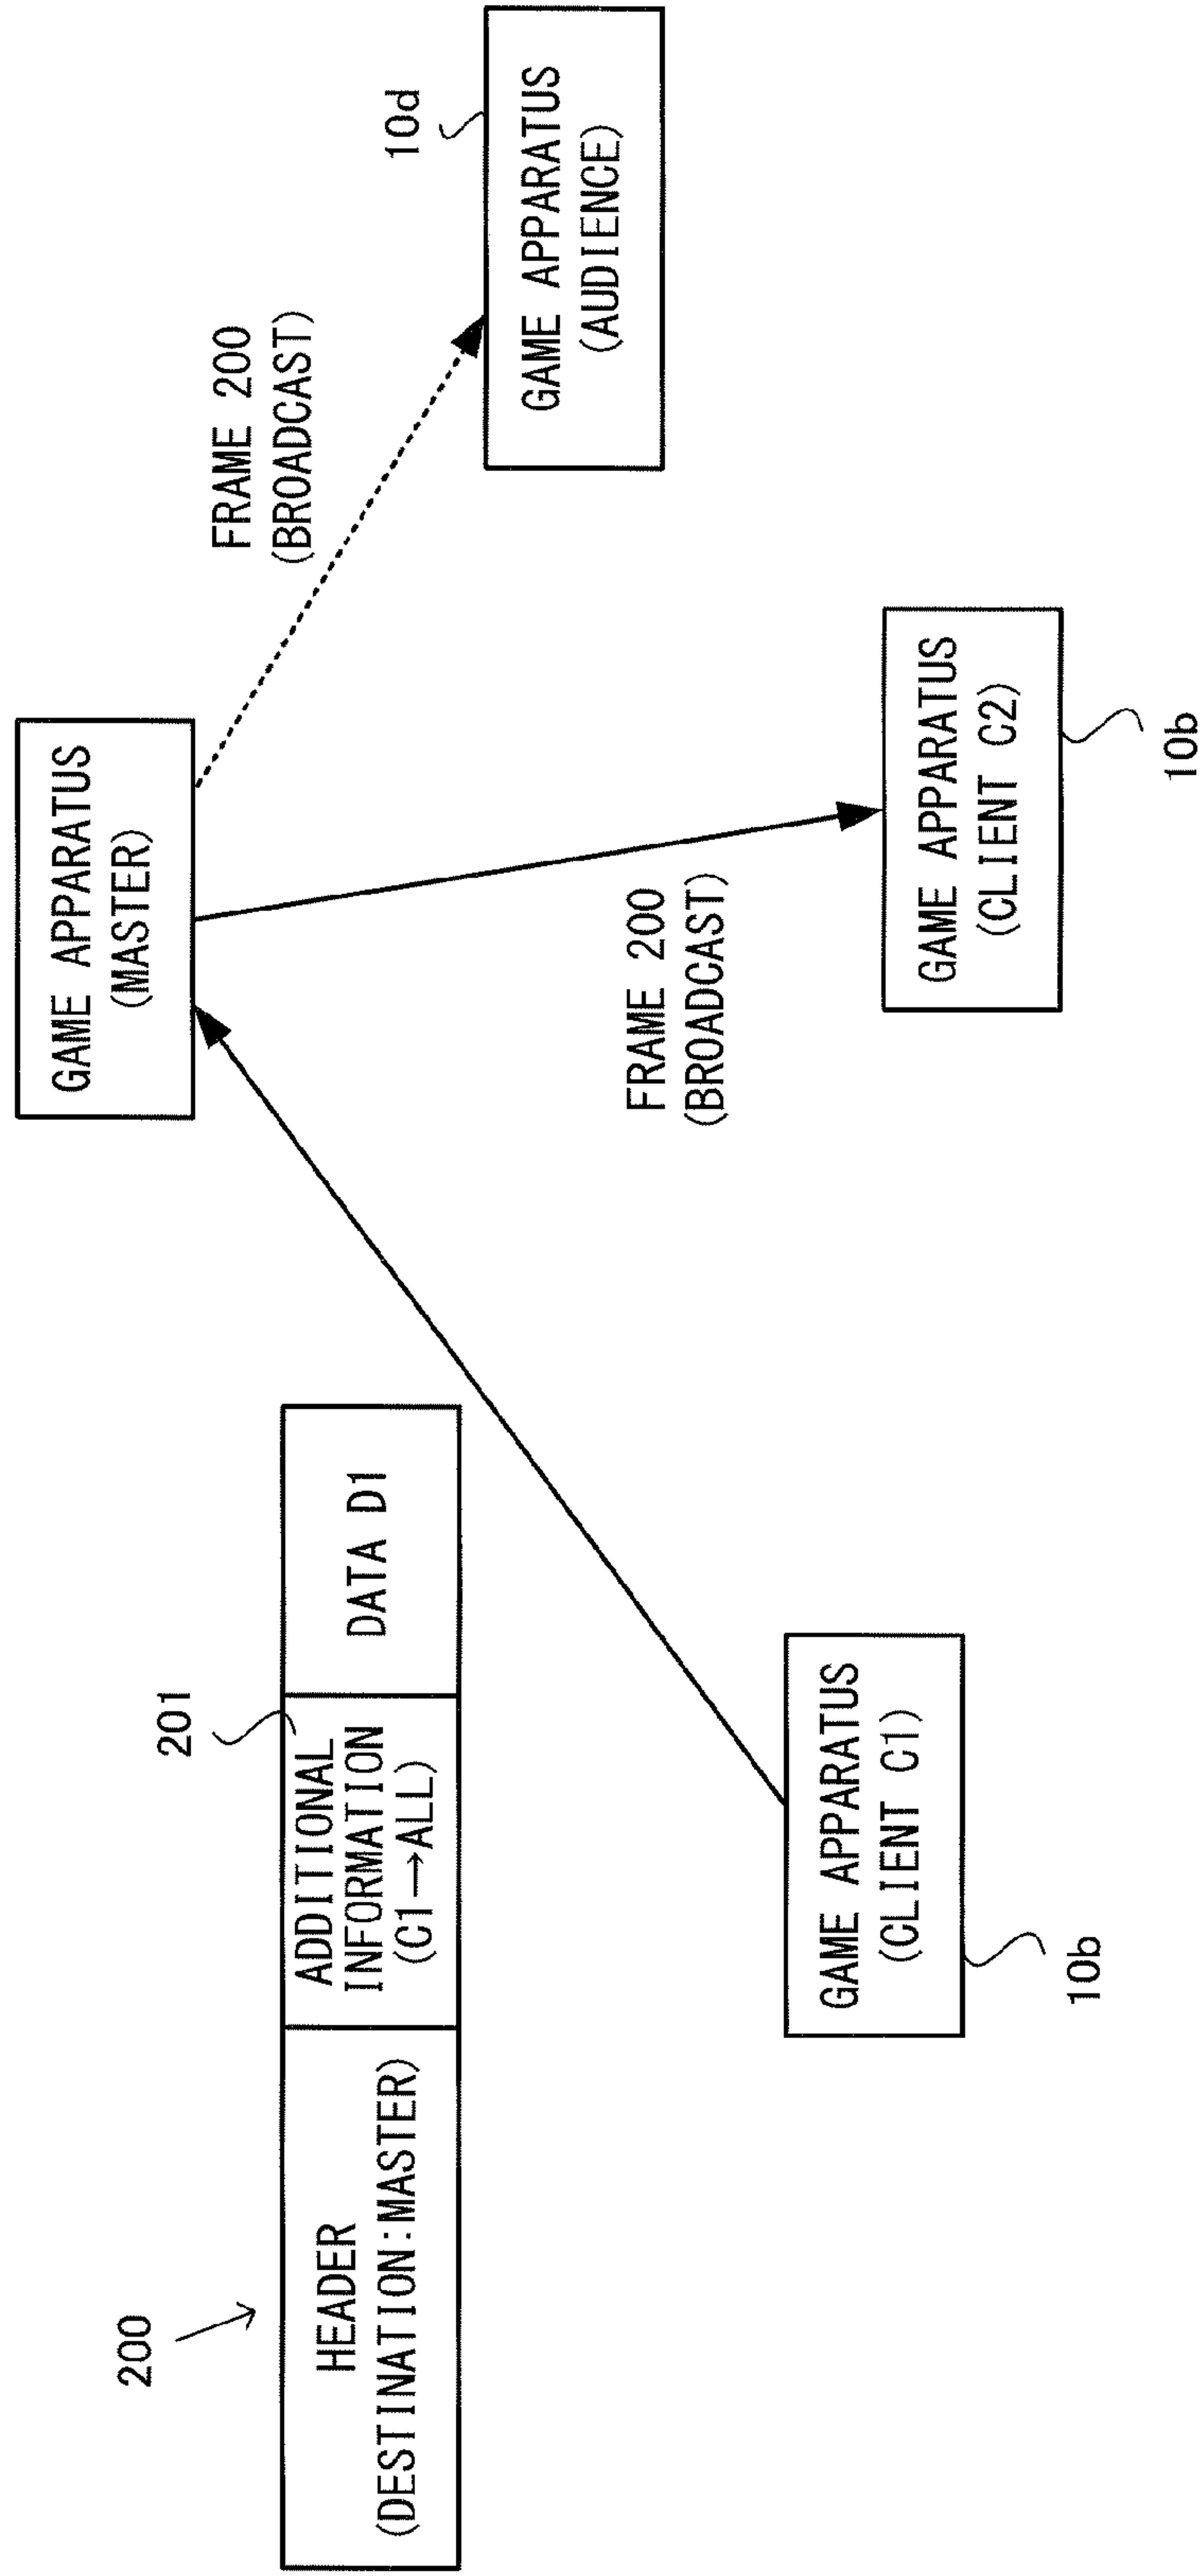 GAME APPARATUS
(MASTER)
FRAME 200
(BROADCAST)
10d
GAME APPARATUS
(AUDIENCE)
200
201
HEADER
(DESTINATION:MASTER)
ADDITIONAL
INFORMATION
(C1→ALL)
DATA D1
FRAME 200
(BROADCAST)
GAME APPARATUS
(CLIENT C1)
10b
GAME APPARATUS
(CLIENT C2)
10b